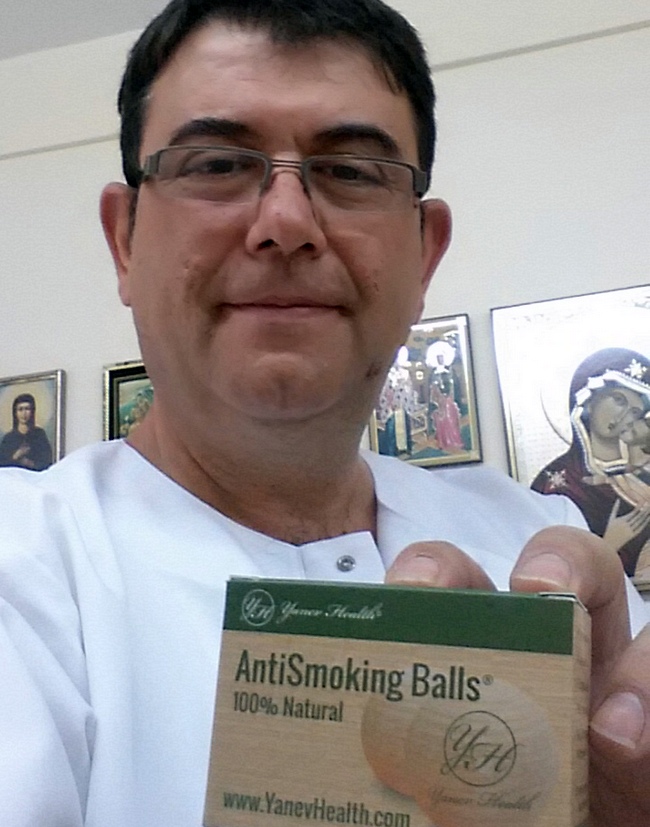 YH Yanev Health®
AntiSmoking Balls®
100% Natural
YH
Yanev Health®
www.YanevHealth.com